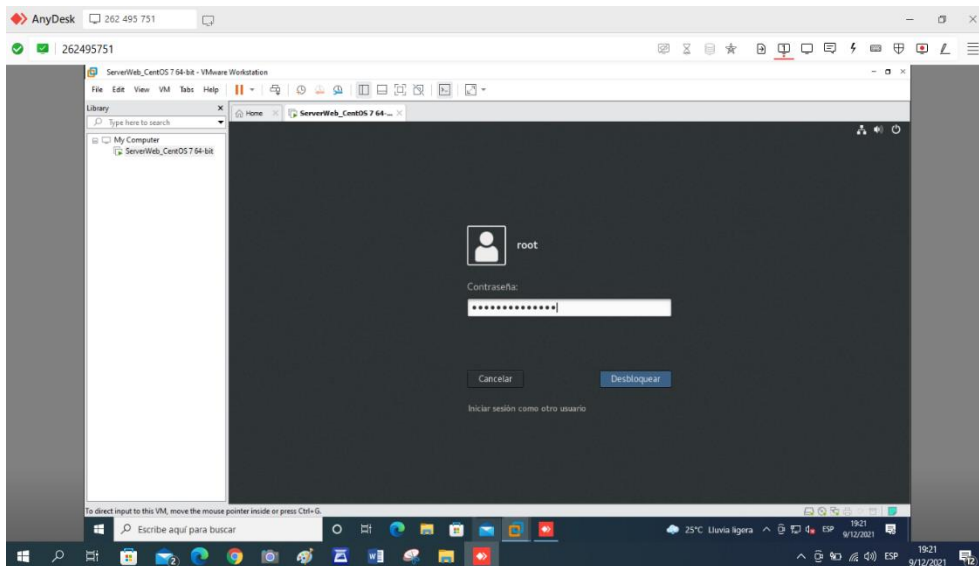 AnyDesk 262 495 751
262495751
ServerWeb_CentOS 7 64-bit - VMware Workstation
File Edit View VM Tabs Help
Library
Home ServerWeb_CentOS 7 64-...
Type here to search
My Computer
ServerWeb_CentOS 7 64-bit
root
Contraseña:
Cancelar Desbloquear
Iniciar sesión como otro usuario
To direct input to this VM, move the mouse pointer inside or press Ctrl+G.
Escribe aquí para buscar
25°C Lluvia ligera ESP 19:21
9/12/2021
ESP 19:21
9/12/2021